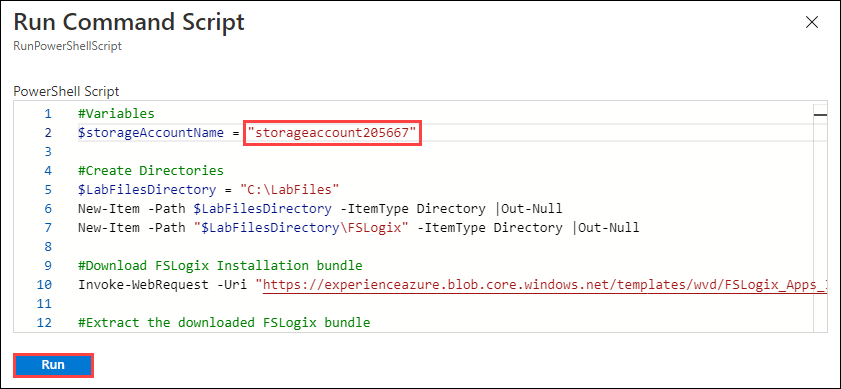 Run Command Script
RunPowerShellScript
PowerShell Script
1 #Variables
2 $storageAccountName = "storageaccount205667"
3
4 #Create Directories
5 $LabFilesDirectory = "C:\LabFiles"
6 New-Item -Path $LabFilesDirectory -ItemType Directory |Out-Null
7 New-Item -Path "$LabFilesDirectory\FSLogix" -ItemType Directory |Out-Null
8
9 #Download FSLogix Installation bundle
10 Invoke-WebRequest -Uri "https://experienceazure.blob.core.windows.net/templates/wvd/FSLogix_Apps_
11
12 #Extract the downloaded FSLogix bundle
Run